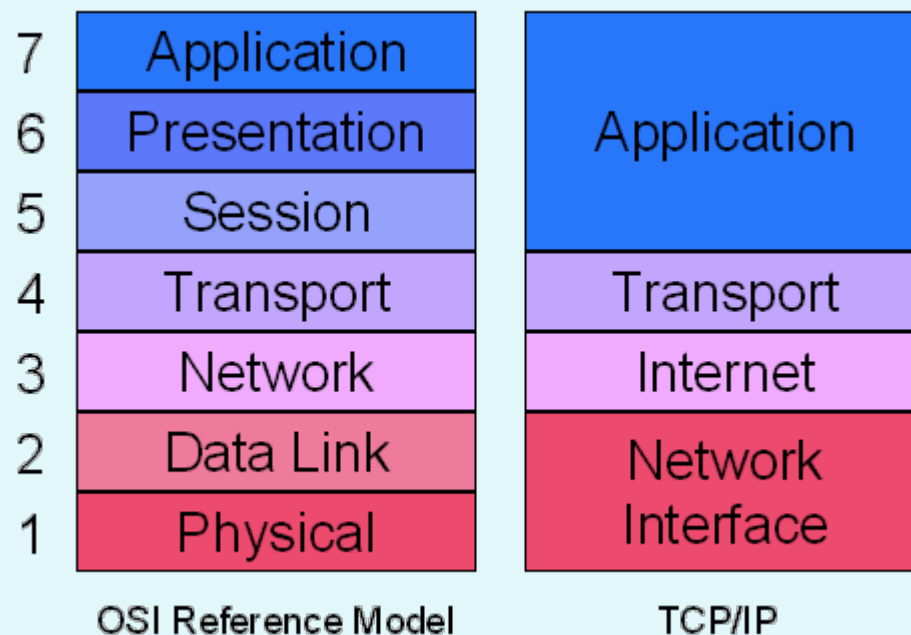 7 Application
6 Presentation
5 Session
4 Transport
3 Network
2 Data Link
1 Physical
OSI Reference Model
Application
Transport
Internet
Network
Interface
TCP/IP